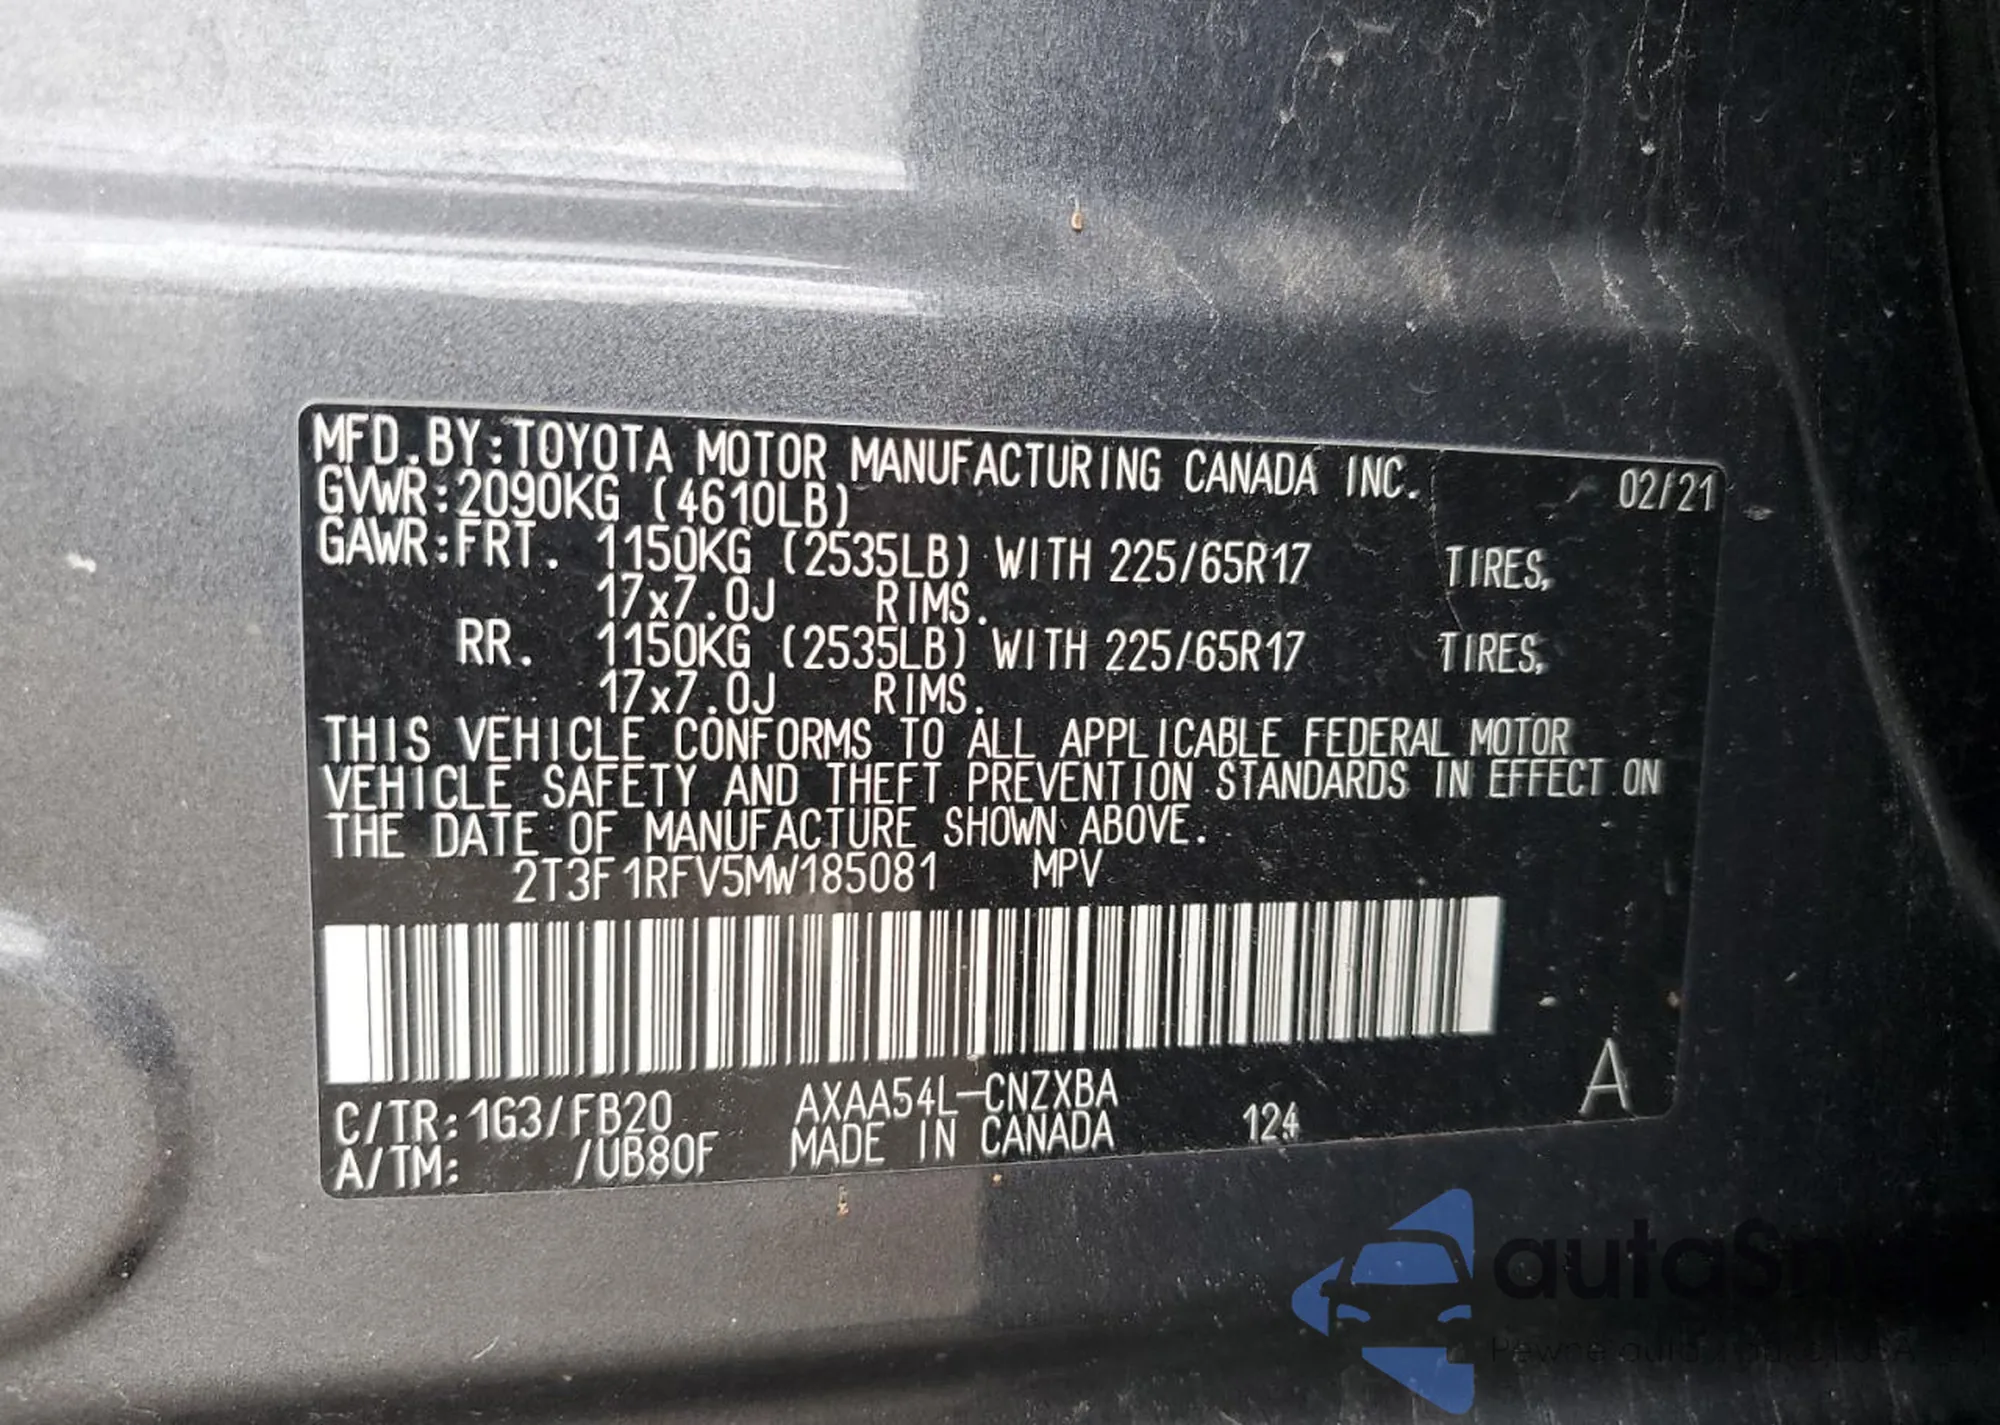 MFD.BY:TOYOTA MOTOR MANUFACTURING CANADA INC. 02/21
GVWR:2090KG (4610LB)
GAWR:FRT. 1150KG (2535LB) WITH 225/65R17 TIRES,
17x7.0J RIMS.
RR. 1150KG (2535LB) WITH 225/65R17 TIRES,
17x7.0J RIMS.
THIS VEHICLE CONFORMS TO ALL APPLICABLE FEDERAL MOTOR
VEHICLE SAFETY AND THEFT PREVENTION STANDARDS IN EFFECT ON
THE DATE OF MANUFACTURE SHOWN ABOVE.
2T3F1RFV5MW185081 MPV
C/TR:1G3/FB20 AXAA54L-CNZXBA 124 A
A/TM: /UB80F MADE IN CANADA
Pewne auta